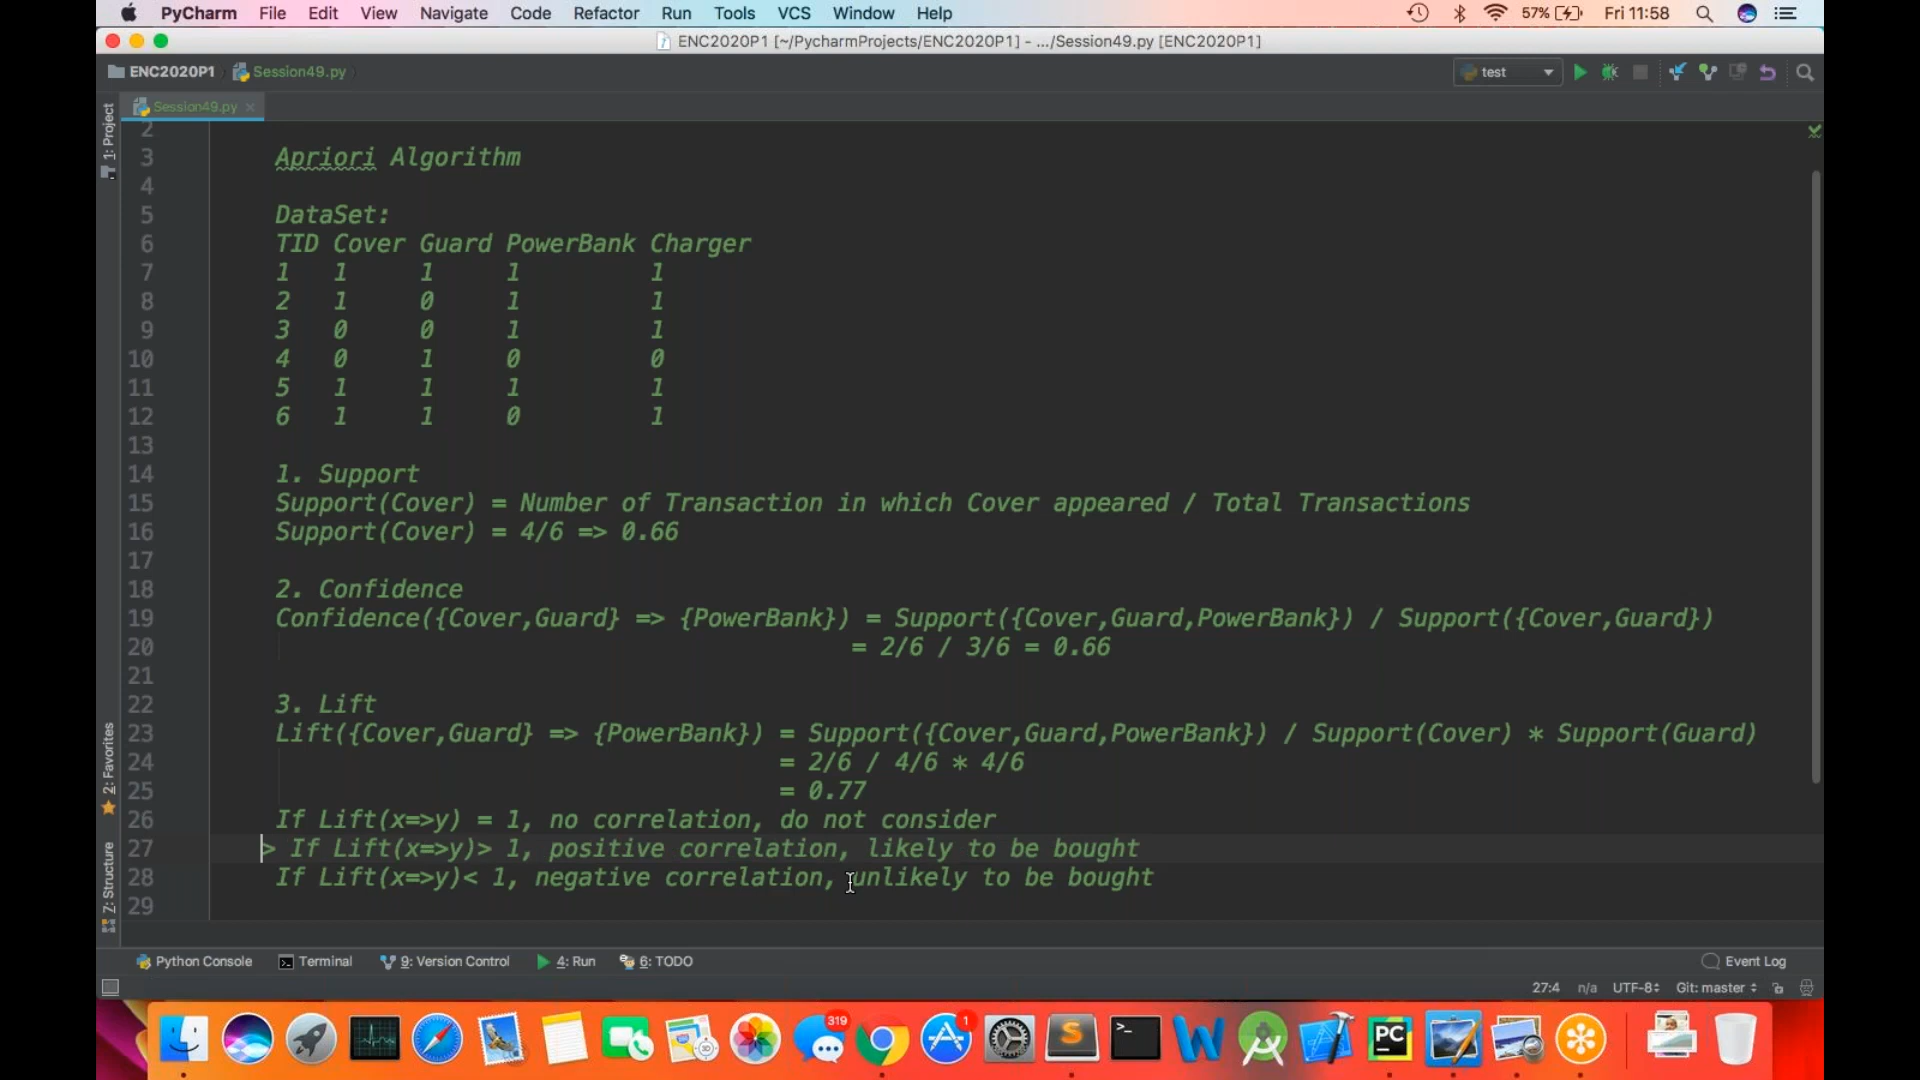 PyCharm File Edit View Navigate Code Refactor Run Tools VCS Window Help 57% Fri 11:58
ENC2020P1 [~/PycharmProjects/ENC2020P1] - .../Session49.py [ENC2020P1]
ENC2020P1 Session49.py test
Session49.py
1: Project
2: Favorites
Z: Structure
2
3 Apriori Algorithm
4
5 DataSet:
6 TID Cover Guard PowerBank Charger
7 1 1 1 1 1
8 2 1 0 1 1
9 3 0 0 1 1
10 4 0 1 0 0
11 5 1 1 1 1
12 6 1 1 0 1
13
14 1. Support
15 Support(Cover) = Number of Transaction in which Cover appeared / Total Transactions
16 Support(Cover) = 4/6 => 0.66
17
18 2. Confidence
19 Confidence({Cover,Guard} => {PowerBank}) = Support({Cover,Guard,PowerBank}) / Support({Cover,Guard})
20 = 2/6 / 3/6 = 0.66
21
22 3. Lift
23 Lift({Cover,Guard} => {PowerBank}) = Support({Cover,Guard,PowerBank}) / Support(Cover) * Support(Guard)
24 = 2/6 / 4/6 * 4/6
25 = 0.77
26 If Lift(x=>y) = 1, no correlation, do not consider
27 > If Lift(x=>y)> 1, positive correlation, likely to be bought
28 If Lift(x=>y)< 1, negative correlation, unlikely to be bought
29
Python Console Terminal 9: Version Control 4: Run 6: TODO Event Log
27:4 n/a UTF-8 Git: master
319 1 S >_ W PC